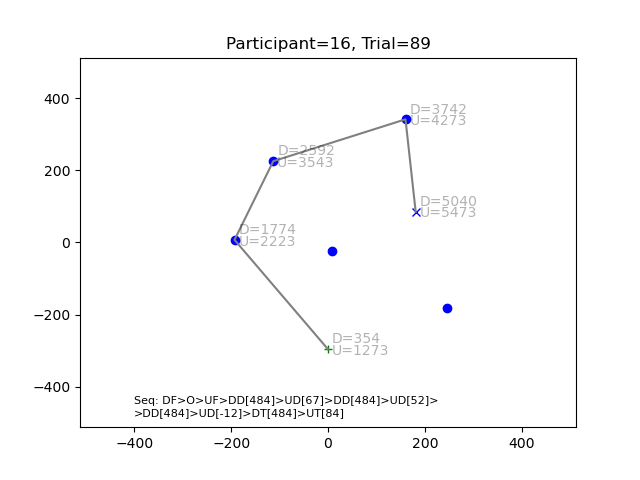 Participant=16, Trial=89
400
200
0
−200
−400
−400
−200
0
200
400
D=3742
U=4273
D=2592
U=3543
D=5040
U=5473
D=1774
U=2223
D=354
U=1273
Seq: DF>O>UF>DD[484]>UD[67]>DD[484]>UD[52]>
>DD[484]>UD[-12]>DT[484]>UT[84]